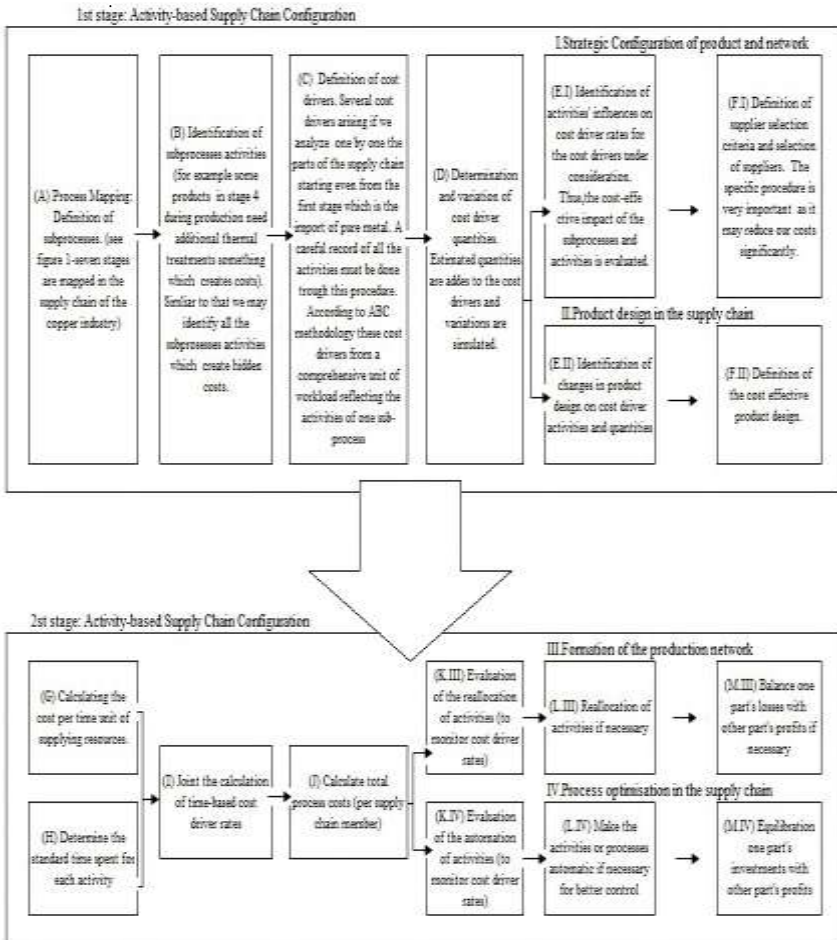 1st stage: Activity-based Supply Chain Configuration
I.Strategic Configuration of product and network
(A) Process Mapping:
Definition of
subprocesses. (see
figure 1-seven stages
are mapped in the
supply chain of the
copper industry)
(B) Identification of
subprocesses activities
(for example some
products in stage 4
during production need
additional thermal
treatments something
which creates costs).
Similar to that we may
identify all the
subprosesses activities
which create hidden
costs.
(C) Definition of cost
drivers. Several cost
drivers arising if we
analyze one by one the
parts of the supply chain
starting even from the
first stage which is the
import of pure metal. A
careful record of all the
activities must be done
trough this procedure.
According to ABC
methodology these cost
drivers from a
comprehensive unit of
workload reflecting the
activities of one sub-
process
(D) Determination
and variation of
cost driver
quantities.
Estimated quantities
are addes to the cost
drivers and
variations are
simulated.
(E.I) Identification of
activities' influences on
cost driver rates for
the cost drivers under
consideration.
Thus,the cost-effe
ctive impact of the
subprocesses and
activities is evaluated.
(F.I) Definition of
supplier selection
criteria and selection
of suppliers. The
specific procedure is
very important as it
may reduce our costs
significantly.
II.Product design in the supply chain
(E.II) Identification of
changes in product
design on cost driver
activities and quantities
(F.II) Definition of
the cost effective
product design.
2st stage: Activity-based Supply Chain Configuration
III.Formation of the production network
(G) Calculating the
cost per time unit of
supplying resources.
(H) Determine the
standard time spent for
each activity
(I) Joint the calculation
of time-based cost
driver rates
(J) Calculate total
process costs (per supply
chain member)
(K.III) Evaluation
of the reallocation
of activities (to
monitor cost driver
rates)
(L.III) Reallocation of
activities if necessary
(M.III) Balance one
part's losses with
other part's profits if
necessary
IV.Process optimisation in the supply chain
(K.IV) Evaluation
of the automation
of activities (to
monitor cost driver
rates)
(L.IV) Make the
activities or processes
automatic if necessary
for better control
(M.IV) Equilibration
one part's
investments with
other part's profits